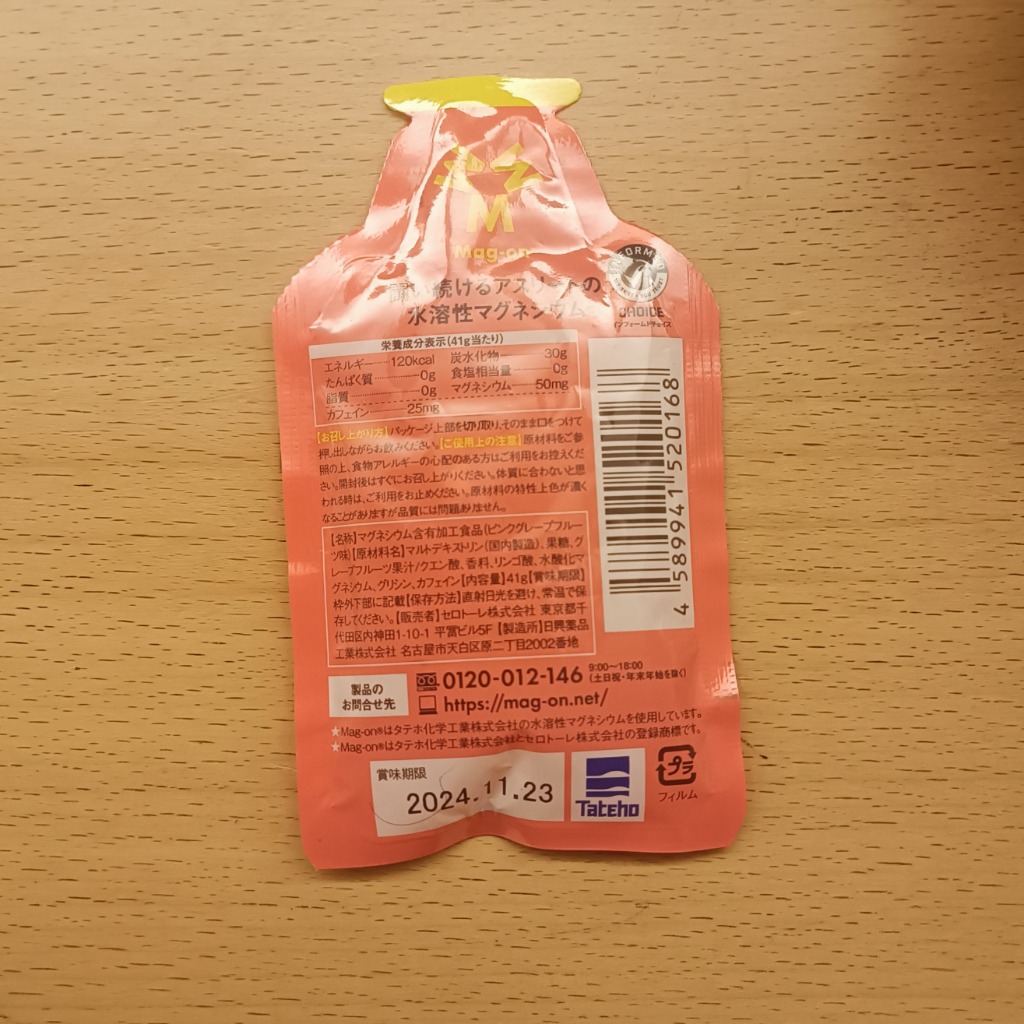 M
Mag-on
続けるアスリートの
水溶性マグネシウム
INFORMED
CHOICE
インフォームドチョイス
栄養成分表示(41g当たり)
エネルギー 120kcal 炭水化物 30g
たんぱく質 0g 食塩相当量 0g
脂質 0g マグネシウム 50mg
カフェイン 25mg
【お召し上がり方】パッケージ上部を切り取り、そのまま口をつけて
押し出しながらお飲みください。【ご使用上の注意】原材料をご参
照の上、食物アレルギーの心配のある方はご利用をお控えくだ
さい。開封後はすぐにお召し上がりください。体質に合わないと思
われる時は、ご利用をお止めください。原材料の特性上色が濃く
なることがありますが品質には問題ありません。
【名称】マグネシウム含有加工食品(ピンクグレープフルー
ツ味)【原材料名】マルトデキストリン(国内製造)、果糖、グ
レープフルーツ果汁/クエン酸、香料、リンゴ酸、水酸化マ
グネシウム、グリシン、カフェイン【内容量】41g【賞味期限】
枠外下部に記載【保存方法】直射日光を避け、常温で保
存してください。【販売者】セロトーレ株式会社 東京都千
代田区内神田1-10-1 平冨ビル5F【製造所】日興薬品
工業株式会社 名古屋市天白区原二丁目2002番地
4 589941 520168
製品の
お問合せ先
0120-012-146 9:00〜18:00
(土日祝・年末年始を除く)
https://mag-on.net/
★Mag-on®はタテホ化学工業株式会社の水溶性マグネシウムを使用しています。
★Mag-on®はタテホ化学工業株式会社とセロトーレ株式会社の登録商標です。
賞味期限
2024.11.23
Tateho
プラ
フィルム